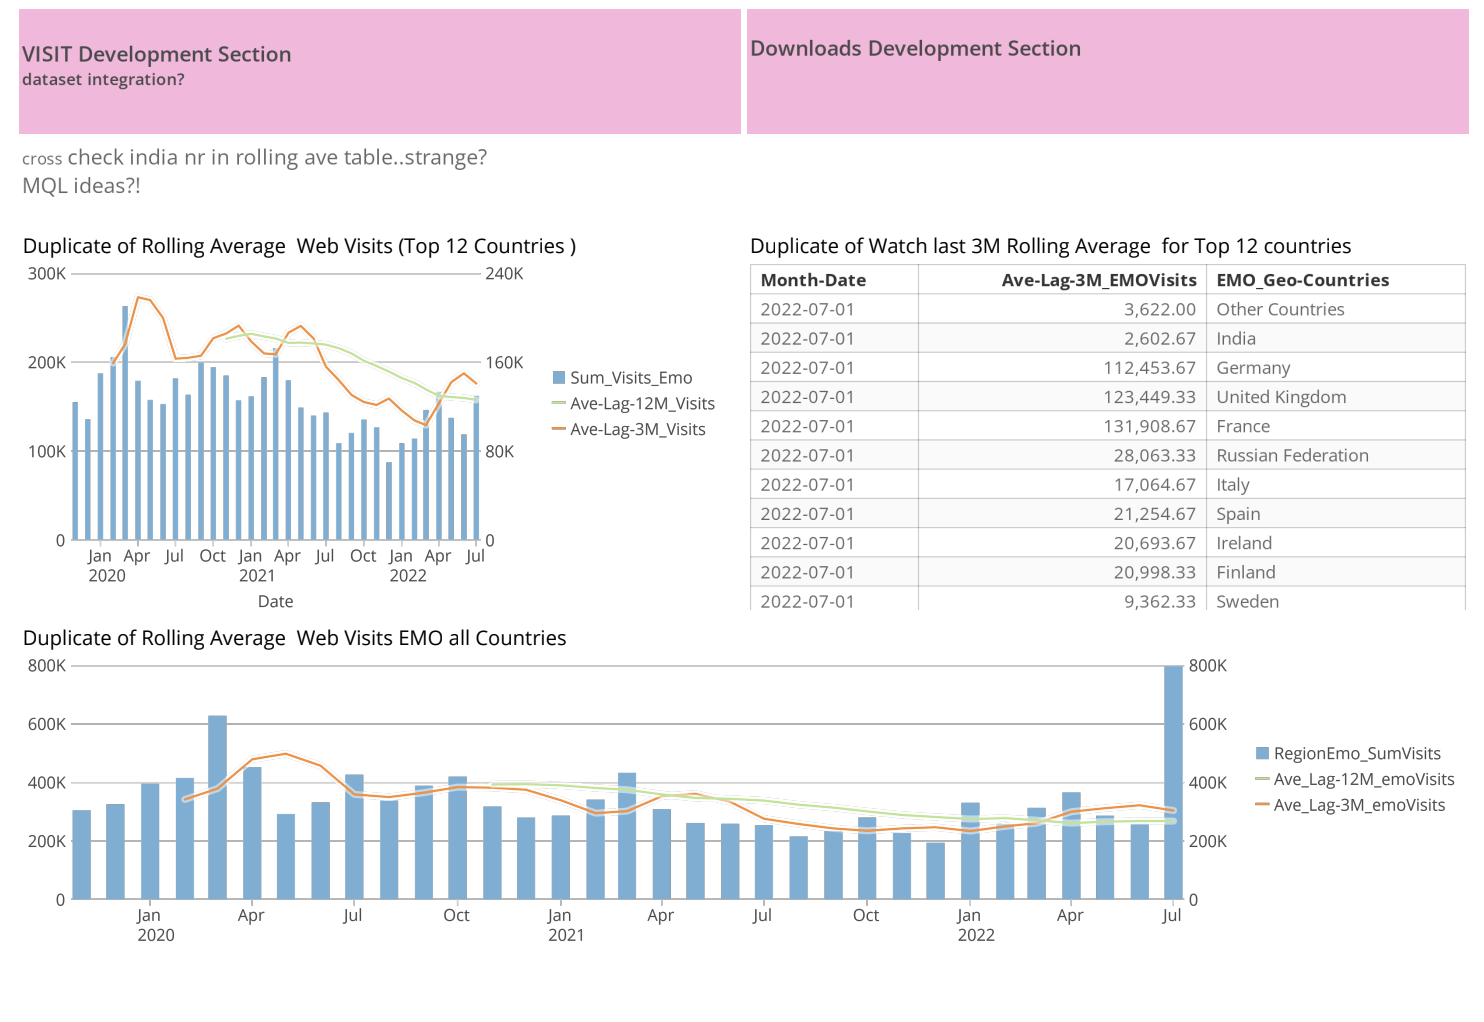 VISIT Development Section
dataset integration?
Downloads Development Section
cross check india nr in rolling ave table..strange?
MQL ideas?!
Duplicate of Rolling Average  Web Visits (Top 12 Countries )
300K 240K
200K 160K
100K 80K
0 0
Jan Apr Jul Oct Jan Apr Jul Oct Jan Apr Jul
2020 2021 2022
Date
Sum_Visits_Emo
Ave-Lag-12M_Visits
Ave-Lag-3M_Visits
Duplicate of Watch last 3M Rolling Average  for Top 12 countries
Month-Date Ave-Lag-3M_EMOVisits EMO_Geo-Countries
2022-07-01 3,622.00 Other Countries
2022-07-01 2,602.67 India
2022-07-01 112,453.67 Germany
2022-07-01 123,449.33 United Kingdom
2022-07-01 131,908.67 France
2022-07-01 28,063.33 Russian Federation
2022-07-01 17,064.67 Italy
2022-07-01 21,254.67 Spain
2022-07-01 20,693.67 Ireland
2022-07-01 20,998.33 Finland
2022-07-01 9,362.33 Sweden
Duplicate of Rolling Average  Web Visits EMO all Countries
800K 800K
600K 600K
400K 400K
200K 200K
0 0
Jan Apr Jul Oct Jan Apr Jul Oct Jan Apr Jul
2020 2021 2022
RegionEmo_SumVisits
Ave_Lag-12M_emoVisits
Ave_Lag-3M_emoVisits